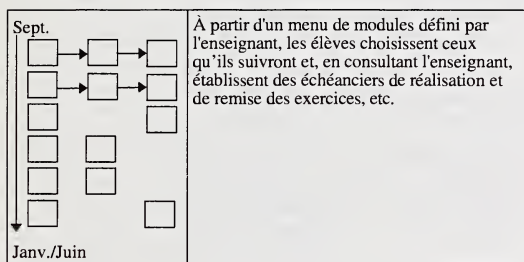 Sept.
Janv./Juin
À partir d'un menu de modules défini par
l'enseignant, les élèves choisissent ceux
qu'ils suivront et, en consultant l'enseignant,
établissent des échéanciers de réalisation et
de remise des exercices, etc.